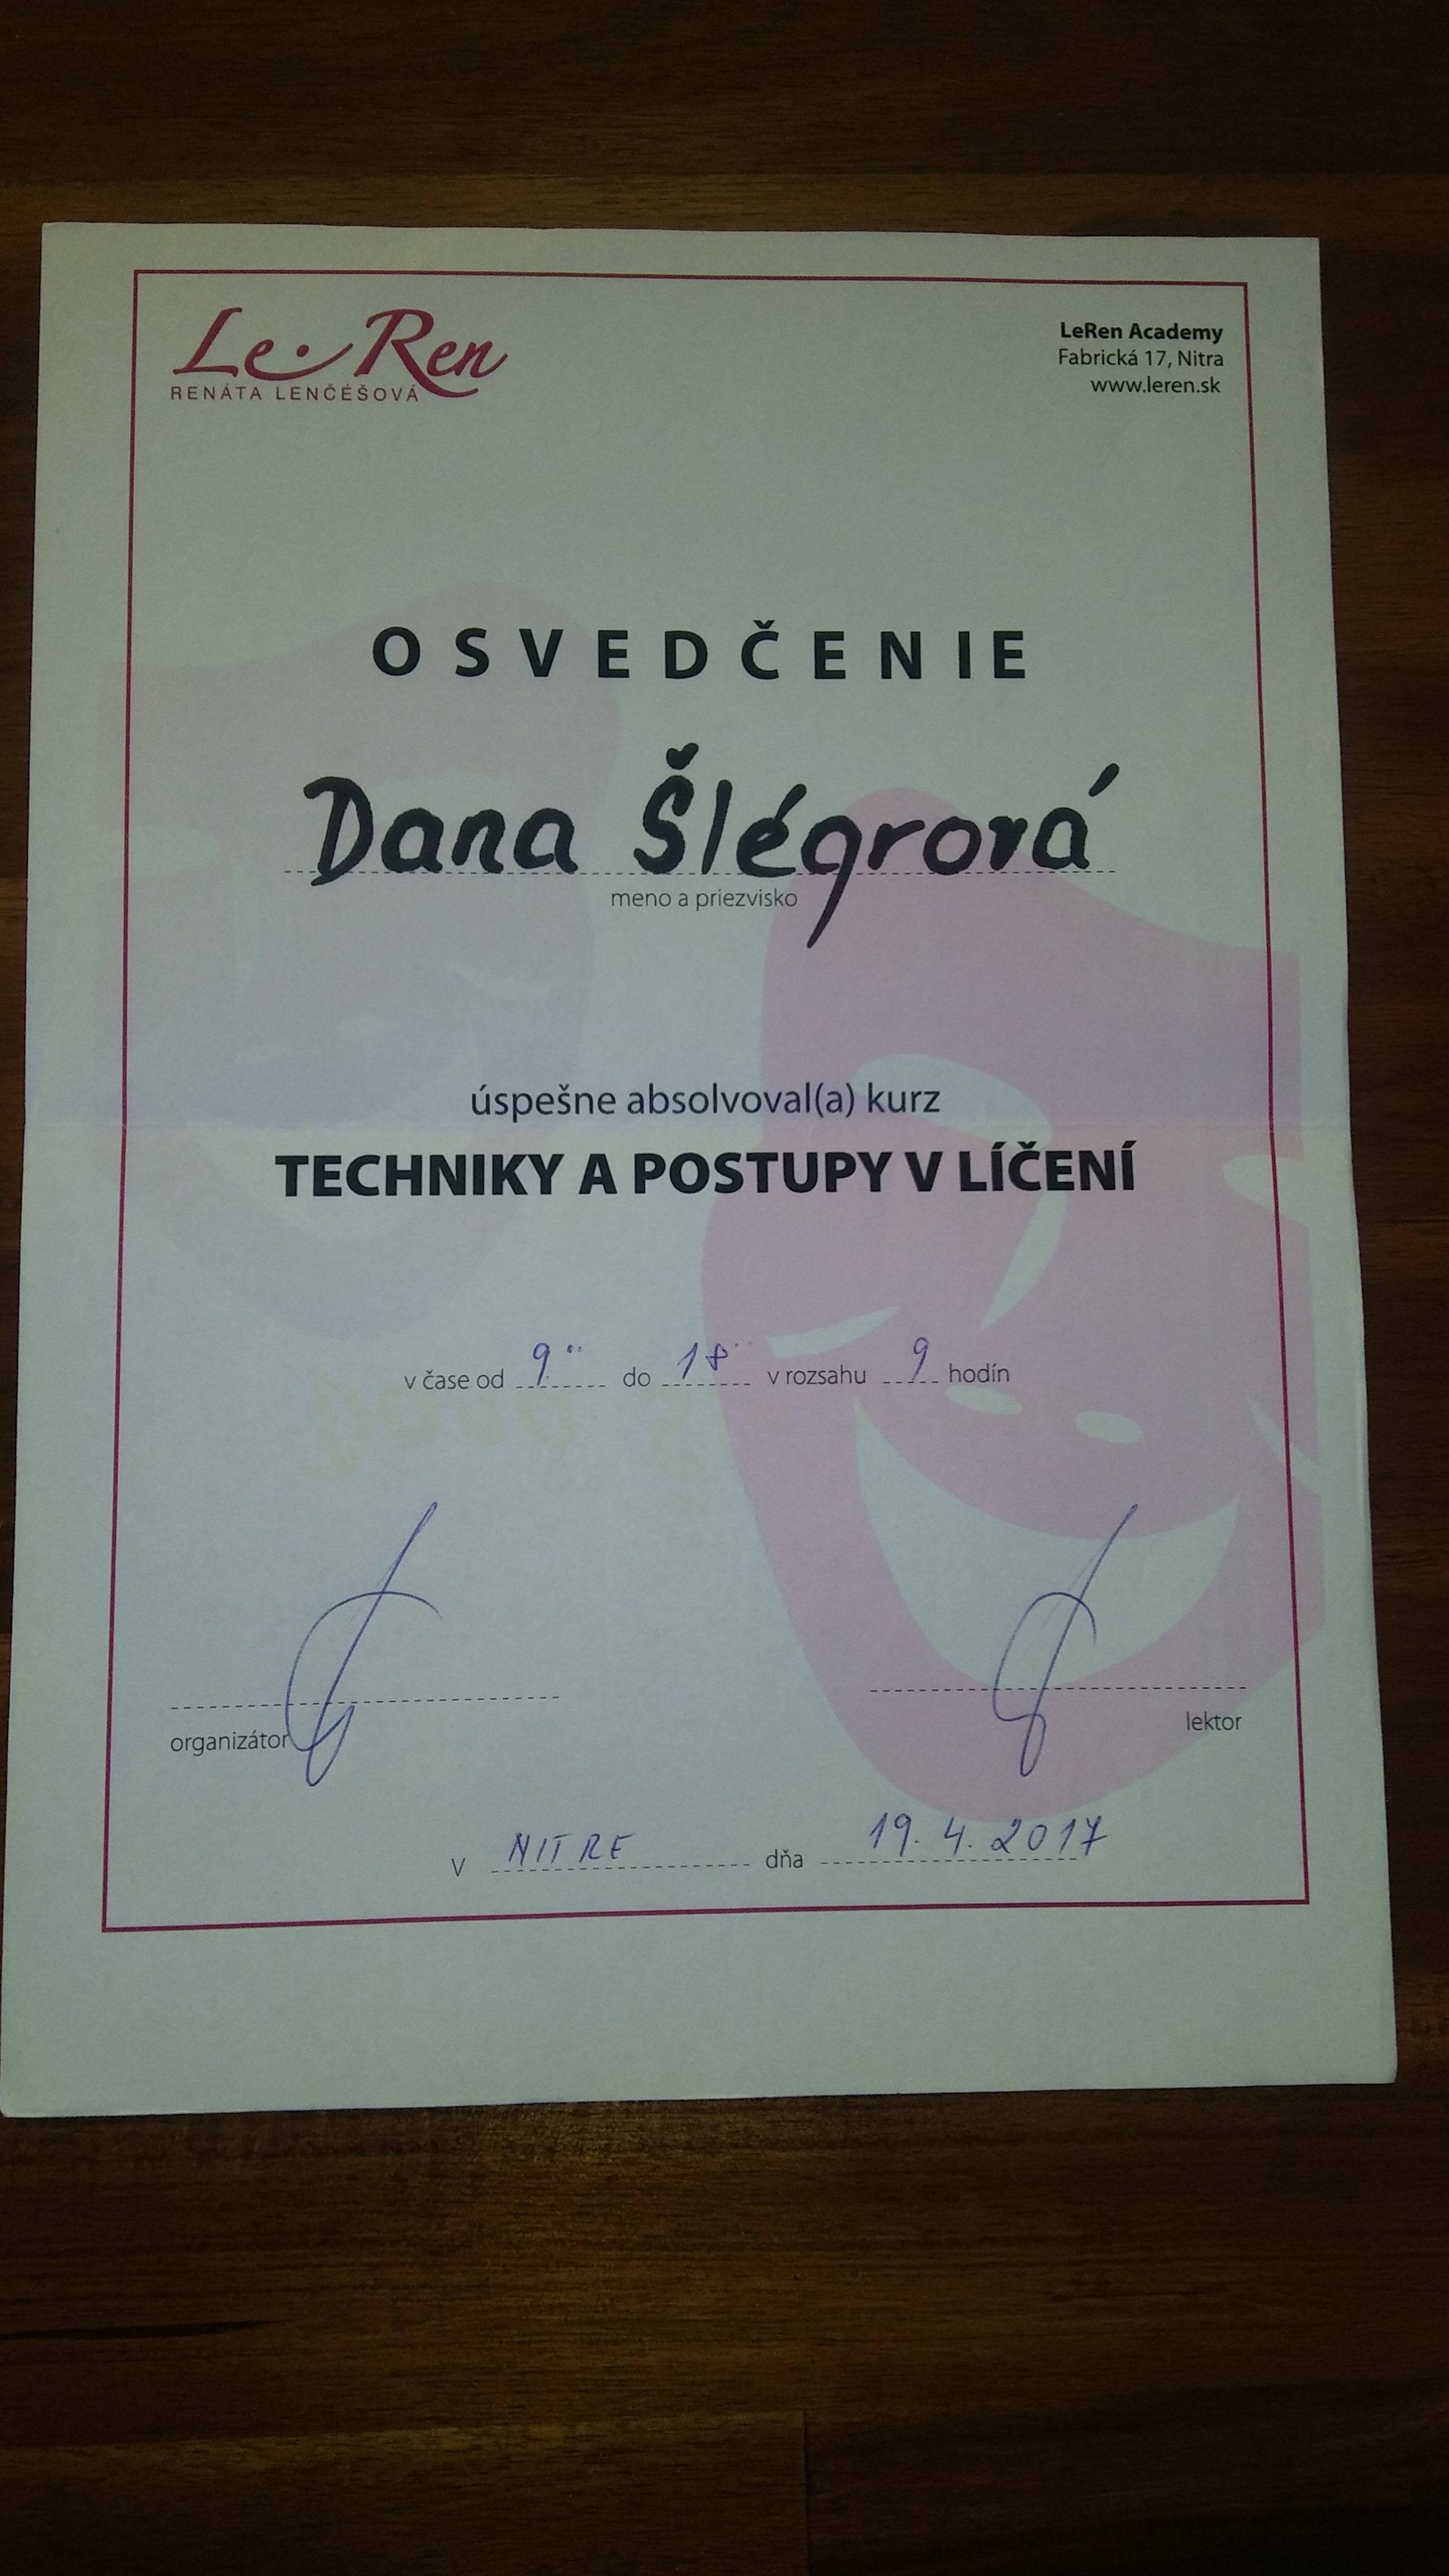 Le Ren
RENÁTA LENČÉŠOVÁ
LeRen Academy
Fabrická 17, Nitra
www.leren.sk
OSVEDČENIE
Dana Šlégrová
meno a priezvisko
úspešne absolvoval(a) kurz
TECHNIKY A POSTUPY V LÍČENÍ
v čase od 9 do 18 v rozsahu 9 hodín
organizátor
lektor
v NITRE dňa 19. 4. 2017